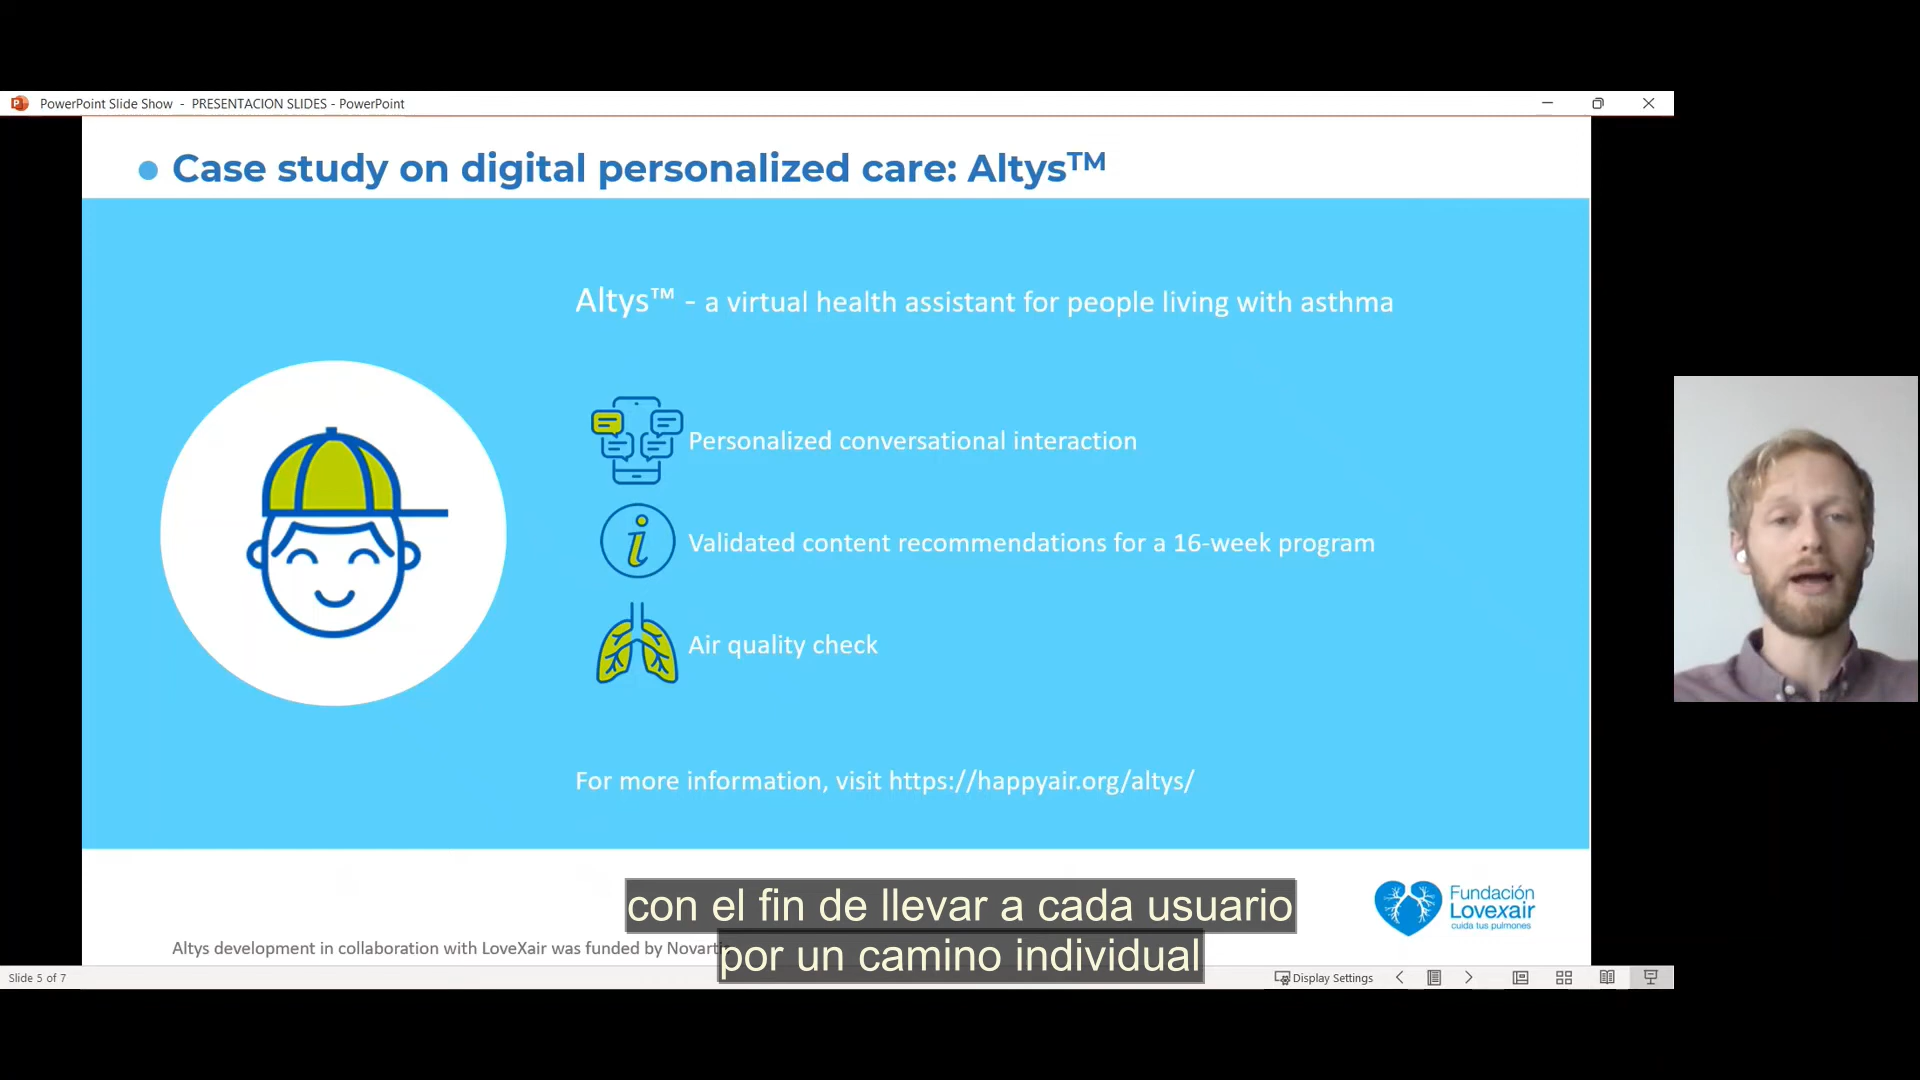 PowerPoint Slide Show - PRESENTACION SLIDES - PowerPoint
Case study on digital personalized care: Altys™
Altys™ - a virtual health assistant for people living with asthma
Personalized conversational interaction
i
Validated content recommendations for a 16-week program
Air quality check
For more information, visit https://happyair.org/altys/
Fundación
Lovexair
cuida tus pulmones
con el fin de llevar a cada usuario
por un camino individual
Altys development in collaboration with LoveXair was funded by
Slide 5 of 7
Display Settings